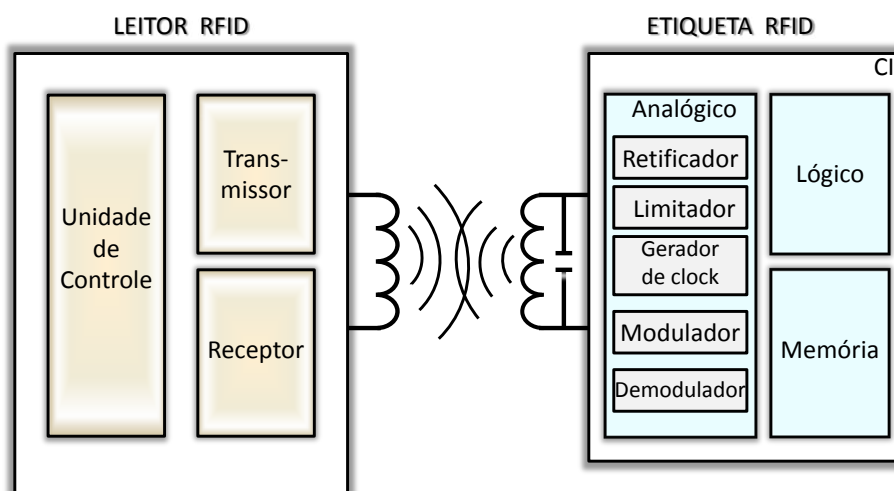 LEITOR RFID
Unidade
de
Controle
Trans-
missor
Receptor
ETIQUETA RFID
CI
Analógico
Retificador
Limitador
Gerador
de clock
Modulador
Demodulador
Lógico
Memória